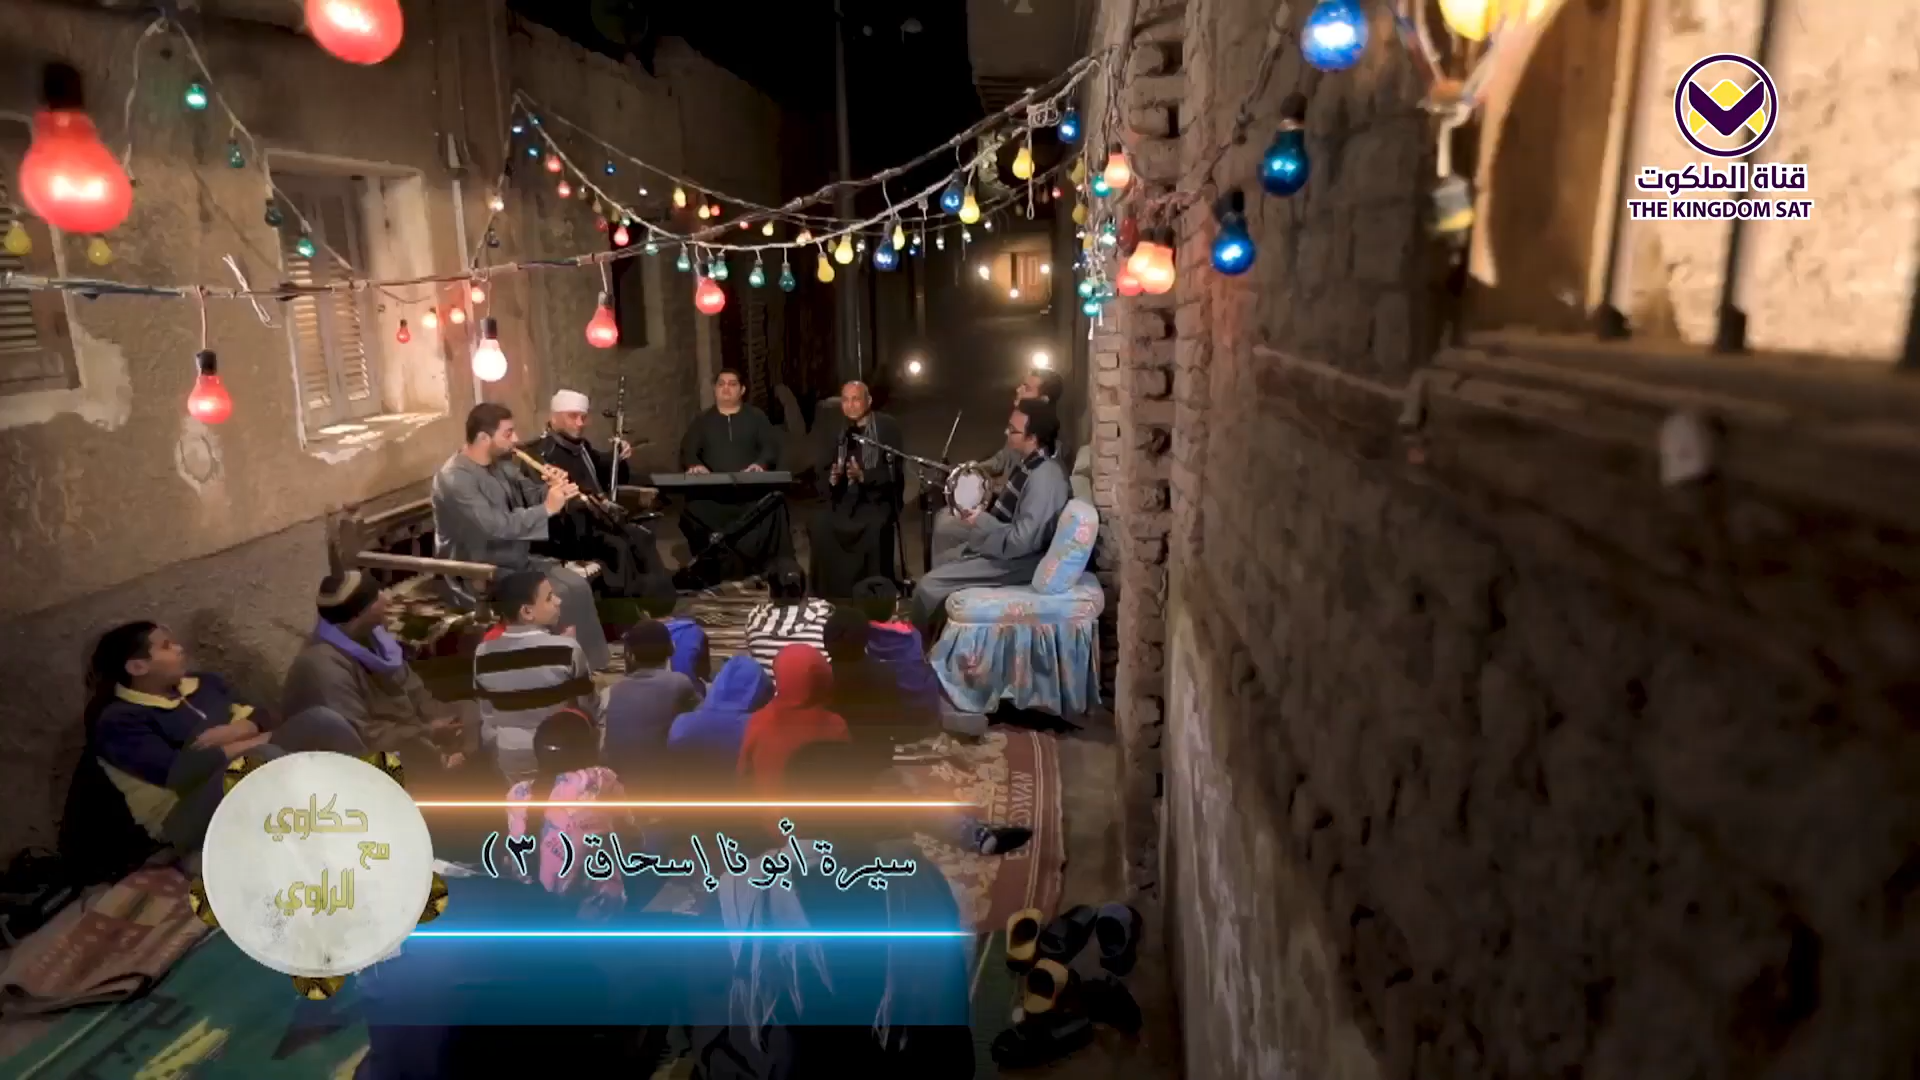 قناة الملكوت
THE KINGDOM SAT
سيرة أبونا إسحاق ( ٣ )
حكاوي
مع
الراوي